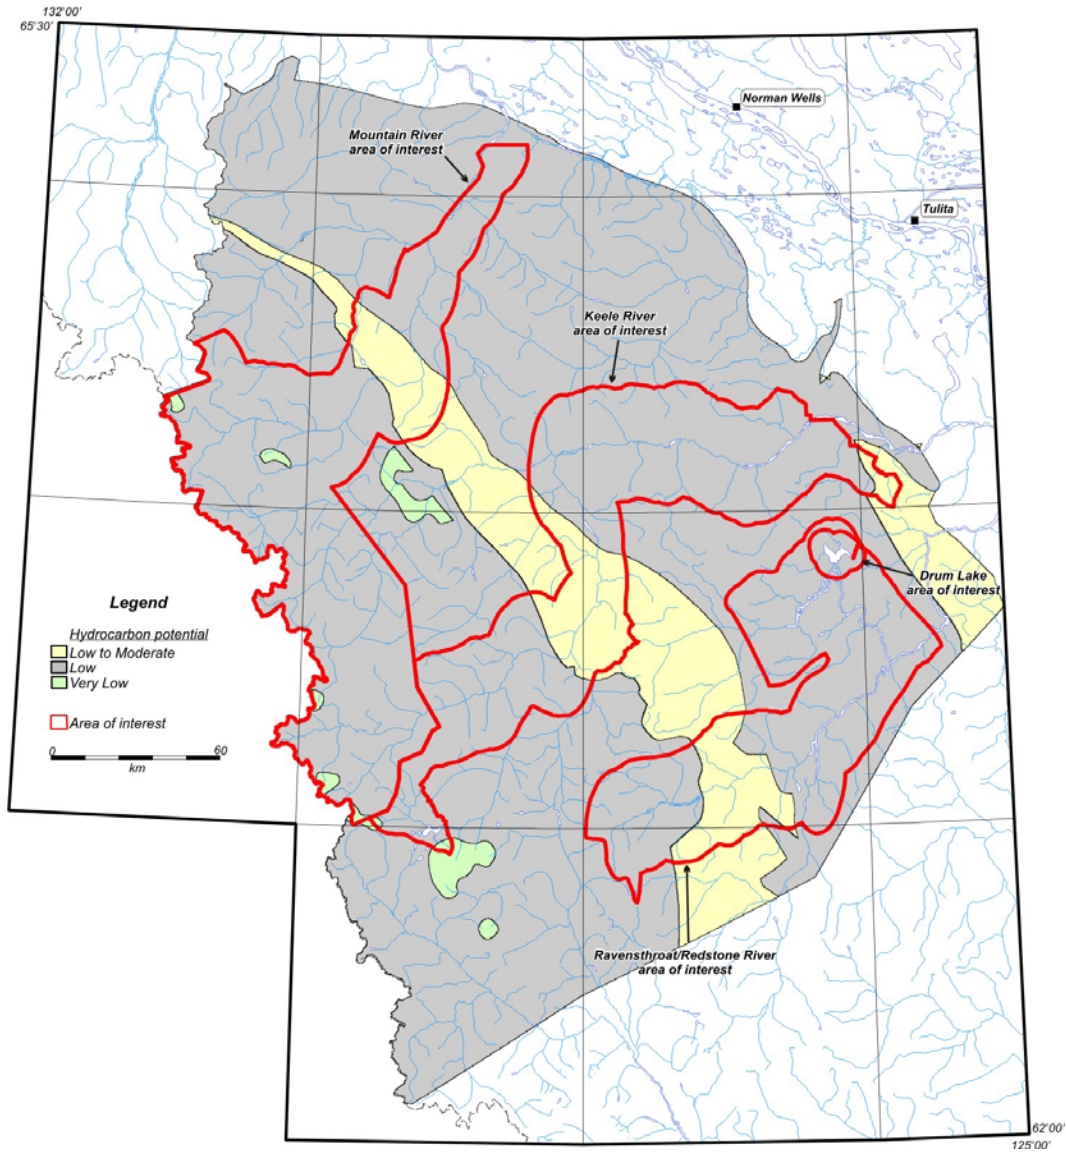 132°00'
65°30'
Norman Wells
Mountain River
area of interest
Tulita
Keele River
area of interest
Drum Lake
area of interest
Legend
Hydrocarbon potential
Low to Moderate
Low
Very Low
Area of interest
0 60
km
Ravensthroat/Redstone River
area of interest
62°00'
125°00'